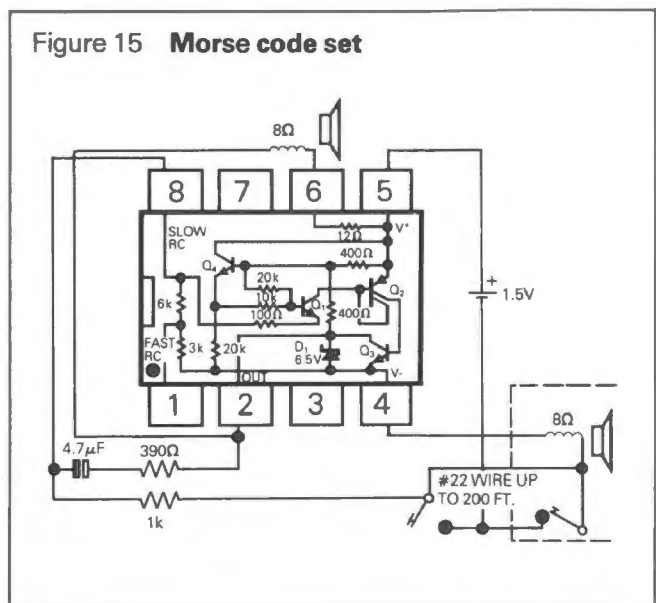 Figure 15 Morse code set
8Ω
8 7 6 5
SLOW
RC
12Ω
V+
400Ω
Q4
20k
Q2
10k
Q1
6k
100Ω
400Ω
FAST
RC
3k
20k
D1
6.5V
Q3
OUT
V-
+
1.5V
1 2 3 4
4.7μF
390Ω
8Ω
#22 WIRE UP
TO 200 FT.
1k